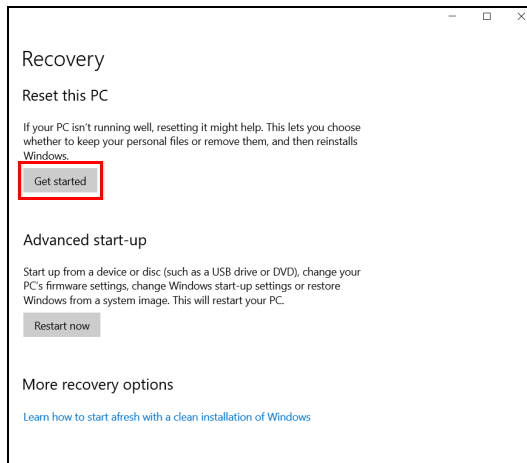 Recovery
Reset this PC
If your PC isn't running well, resetting it might help. This lets you choose
whether to keep your personal files or remove them, and then reinstalls
Windows.
Get started
Advanced start-up
Start up from a device or disc (such as a USB drive or DVD), change your
PC's firmware settings, change Windows start-up settings or restore
Windows from a system image. This will restart your PC.
Restart now
More recovery options
Learn how to start afresh with a clean installation of Windows